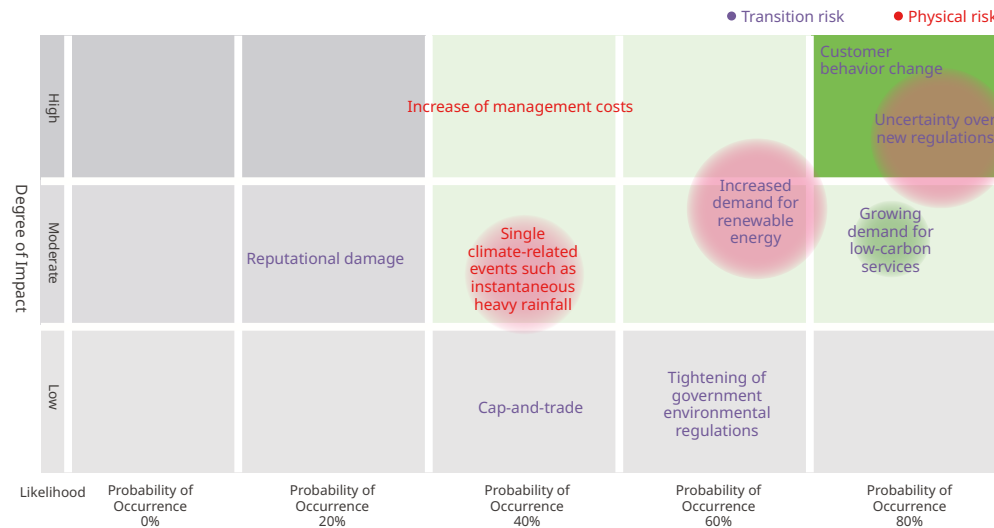 Transition risk
Physical risk
Customer
behavior change
High
Increase of management costs
Uncertainty over
new regulations
Degree of Impact
Moderate
Reputational damage
Single
climate-related
events such as
instantaneous
heavy rainfall
Increased
demand for
renewable
energy
Growing
demand for
low-carbon
services
Low
Cap-and-trade
Tightening of
government
environmental
regulations
Likelihood
Probability of
Occurrence
0%
Probability of
Occurrence
20%
Probability of
Occurrence
40%
Probability of
Occurrence
60%
Probability of
Occurrence
80%